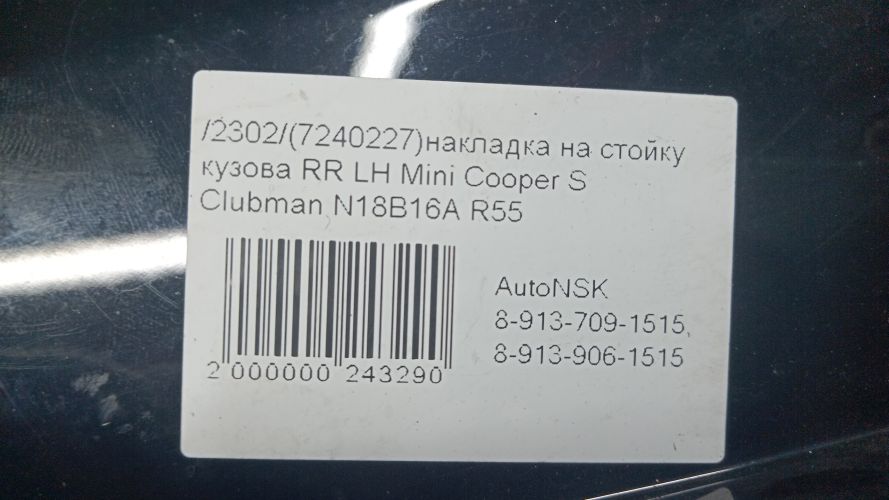 /2302/(7240227)накладка на стойку
кузова RR LH Mini Cooper S
Clubman N18B16A R55
AutoNSK
8-913-709-1515,
8-913-906-1515
2 000000 243290